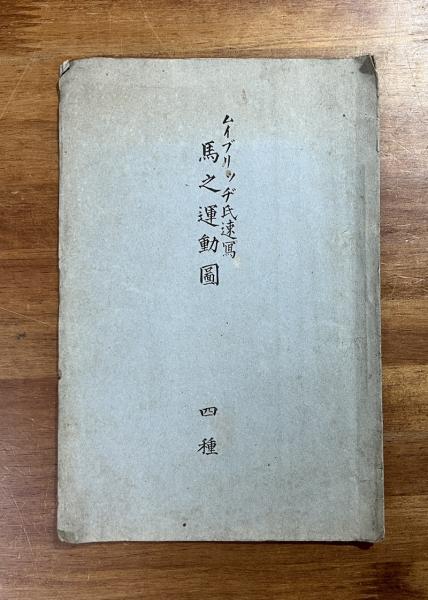 ムイブリッヂ氏速寫
馬之運動圖
四種